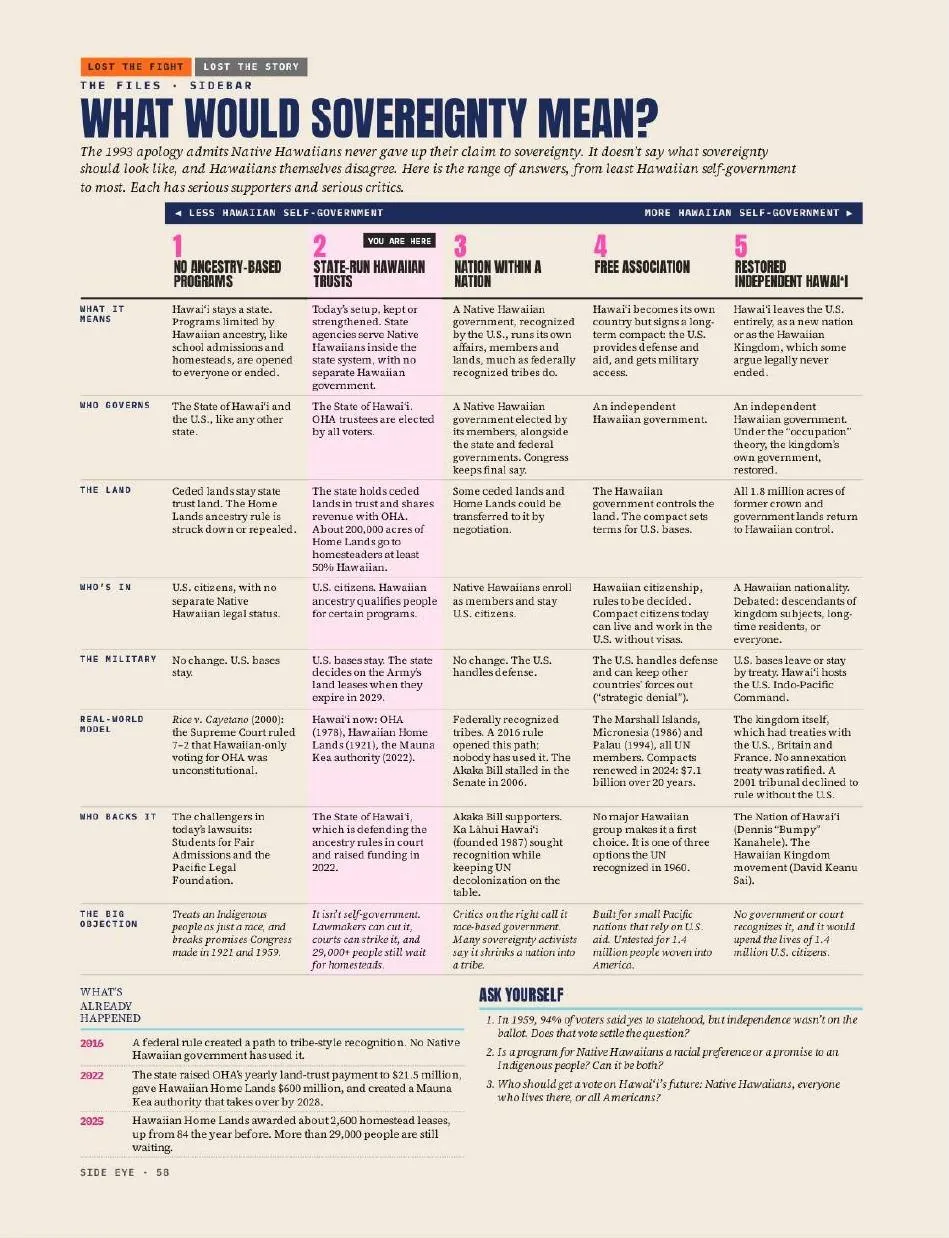 LOST THE FIGHT
LOST THE STORY
THE FILES · SIDEBAR
WHAT WOULD SOVEREIGNTY MEAN?
The 1993 apology admits Native Hawaiians never gave up their claim to sovereignty. It doesn't say what sovereignty
should look like, and Hawaiians themselves disagree. Here is the range of answers, from least Hawaiian self-government
to most. Each has serious supporters and serious critics.
◀ LESS HAWAIIAN SELF-GOVERNMENT
MORE HAWAIIAN SELF-GOVERNMENT ▶
1
NO ANCESTRY-BASED
PROGRAMS
2
YOU ARE HERE
STATE-RUN HAWAIIAN
TRUSTS
3
NATION WITHIN A
NATION
4
FREE ASSOCIATION
5
RESTORED
INDEPENDENT HAWAIʻI
WHAT IT
MEANS
Hawaiʻi stays a state.
Programs limited by
Hawaiian ancestry, like
school admissions and
homesteads, are opened
to everyone or ended.
Today's setup, kept or
strengthened. State
agencies serve Native
Hawaiians inside the
state system, with no
separate Hawaiian
government.
A Native Hawaiian
government, recognized
by the U.S., runs its own
affairs, members and
lands, much as federally
recognized tribes do.
Hawaiʻi becomes its own
country but signs a long-
term compact: the U.S.
provides defense and
aid, and gets military
access.
Hawaiʻi leaves the U.S.
entirely, as a new nation
or as the Hawaiian
Kingdom, which some
argue legally never
ended.
WHO GOVERNS
The State of Hawaiʻi and
the U.S., like any other
state.
The State of Hawaiʻi.
OHA trustees are elected
by all voters.
A Native Hawaiian
government elected by
its members, alongside
the state and federal
governments. Congress
keeps final say.
An independent
Hawaiian government.
An independent
Hawaiian government.
Under the “occupation”
theory, the kingdom's
own government,
restored.
THE LAND
Ceded lands stay state
trust land. The Home
Lands ancestry rule is
struck down or repealed.
The state holds ceded
lands in trust and shares
revenue with OHA.
About 200,000 acres of
Home Lands go to
homesteaders at least
50% Hawaiian.
Some ceded lands and
Home Lands could be
transferred to it by
negotiation.
The Hawaiian
government controls the
land. The compact sets
terms for U.S. bases.
All 1.8 million acres of
former crown and
government lands return
to Hawaiian control.
WHO'S IN
U.S. citizens, with no
separate Native
Hawaiian legal status.
U.S. citizens. Hawaiian
ancestry qualifies people
for certain programs.
Native Hawaiians enroll
as members and stay
U.S. citizens.
Hawaiian citizenship,
rules to be decided.
Compact citizens today
can live and work in the
U.S. without visas.
A Hawaiian nationality.
Debated: descendants of
kingdom subjects, long-
time residents, or
everyone.
THE MILITARY
No change. U.S. bases
stay.
U.S. bases stay. The state
decides on the Army's
land leases when they
expire in 2029.
No change. The U.S.
handles defense.
The U.S. handles defense
and can keep other
countries' forces out
(“strategic denial”).
U.S. bases leave or stay
by treaty. Hawaiʻi hosts
the U.S. Indo-Pacific
Command.
REAL-WORLD
MODEL
Rice v. Cayetano (2000):
the Supreme Court ruled
7–2 that Hawaiian-only
voting for OHA was
unconstitutional.
Hawaiʻi now: OHA
(1978), Hawaiian Home
Lands (1921), the Mauna
Kea authority (2022).
Federally recognized
tribes. A 2016 rule
opened this path;
nobody has used it. The
Akaka Bill stalled in the
Senate in 2006.
The Marshall Islands,
Micronesia (1986) and
Palau (1994), all UN
members. Compacts
renewed in 2024: $7.1
billion over 20 years.
The kingdom itself,
which had treaties with
the U.S., Britain and
France. No annexation
treaty was ratified. A
2001 tribunal declined to
rule without the U.S.
WHO BACKS IT
The challengers in
today's lawsuits:
Students for Fair
Admissions and the
Pacific Legal
Foundation.
The State of Hawaiʻi,
which is defending the
ancestry rules in court
and raised funding in
2022.
Akaka Bill supporters.
Ka Lāhui Hawaiʻi
(founded 1987) sought
recognition while
keeping UN
decolonization on the
table.
No major Hawaiian
group makes it a first
choice. It is one of three
options the UN
recognized in 1960.
The Nation of Hawaiʻi
(Dennis “Bumpy”
Kanahele). The
Hawaiian Kingdom
movement (David Keanu
Sai).
THE BIG
OBJECTION
Treats an Indigenous
people as just a race, and
breaks promises Congress
made in 1921 and 1959.
It isn't self-government.
Lawmakers can cut it,
courts can strike it, and
29,000+ people still wait
for homesteads.
Critics on the right call it
race-based government.
Many sovereignty activists
say it shrinks a nation into
a tribe.
Built for small Pacific
nations that rely on U.S.
aid. Untested for 1.4
million people woven into
America.
No government or court
recognizes it, and it would
upend the lives of 1.4
million U.S. citizens.
WHAT'S
ALREADY
HAPPENED
2016
A federal rule created a path to tribe-style recognition. No Native
Hawaiian government has used it.
2022
The state raised OHA's yearly land-trust payment to $21.5 million,
gave Hawaiian Home Lands $600 million, and created a Mauna
Kea authority that takes over by 2028.
2025
Hawaiian Home Lands awarded about 2,600 homestead leases,
up from 84 the year before. More than 29,000 people are still
waiting.
ASK YOURSELF
1. In 1959, 94% of voters said yes to statehood, but independence wasn't on the
ballot. Does that vote settle the question?
2. Is a program for Native Hawaiians a racial preference or a promise to an
Indigenous people? Can it be both?
3. Who should get a vote on Hawaiʻi's future: Native Hawaiians, everyone
who lives there, or all Americans?
SIDE EYE · 58